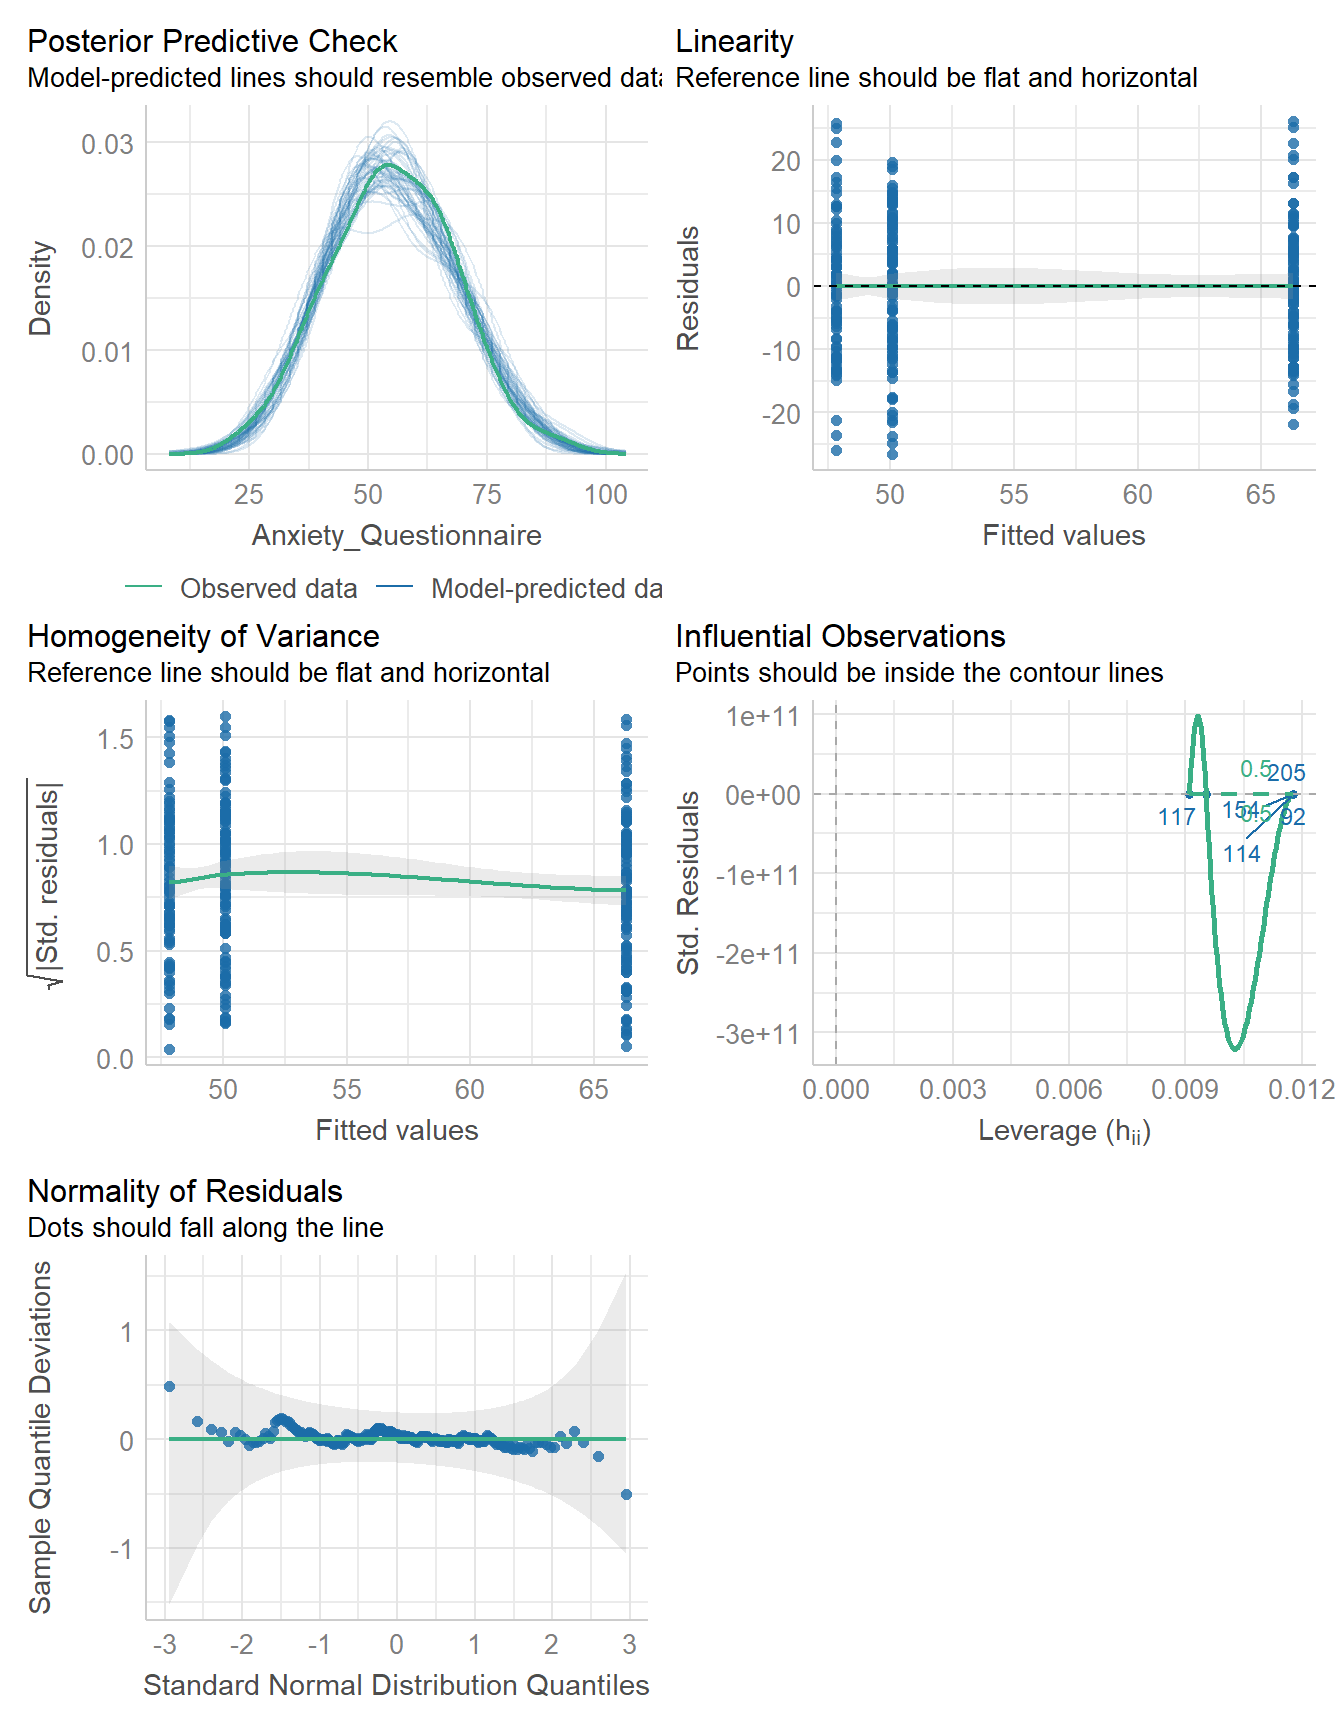 Posterior Predictive Check
Model-predicted lines should resemble observed data
Density
0.03
0.02
0.01
0.00
25 50 75 100
Anxiety_Questionnaire
Observed data Model-predicted da
Linearity
Reference line should be flat and horizontal
Residuals
20
10
0
-10
-20
50 55 60 65
Fitted values
Homogeneity of Variance
Reference line should be flat and horizontal
√|Std. residuals|
1.5
1.0
0.5
0.0
50 55 60 65
Fitted values
Influential Observations
Points should be inside the contour lines
Std. Residuals
1e+11
0e+00
-1e+11
-2e+11
-3e+11
0.5
205
117
154
0.5
92
114
0.000 0.003 0.006 0.009 0.012
Leverage (hii)
Normality of Residuals
Dots should fall along the line
Sample Quantile Deviations
1
0
-1
-3 -2 -1 0 1 2 3
Standard Normal Distribution Quantiles